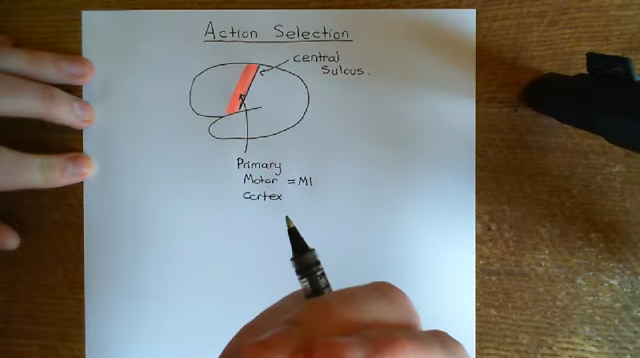 Action Selection
central
sulcus.
Primary
Motor = M1
Cortex